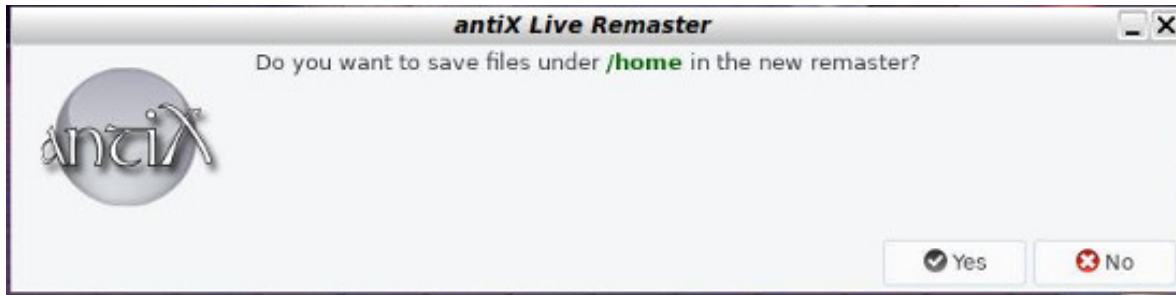 antiX Live Remaster
Do you want to save files under /home in the new remaster?
antiX
Yes
No